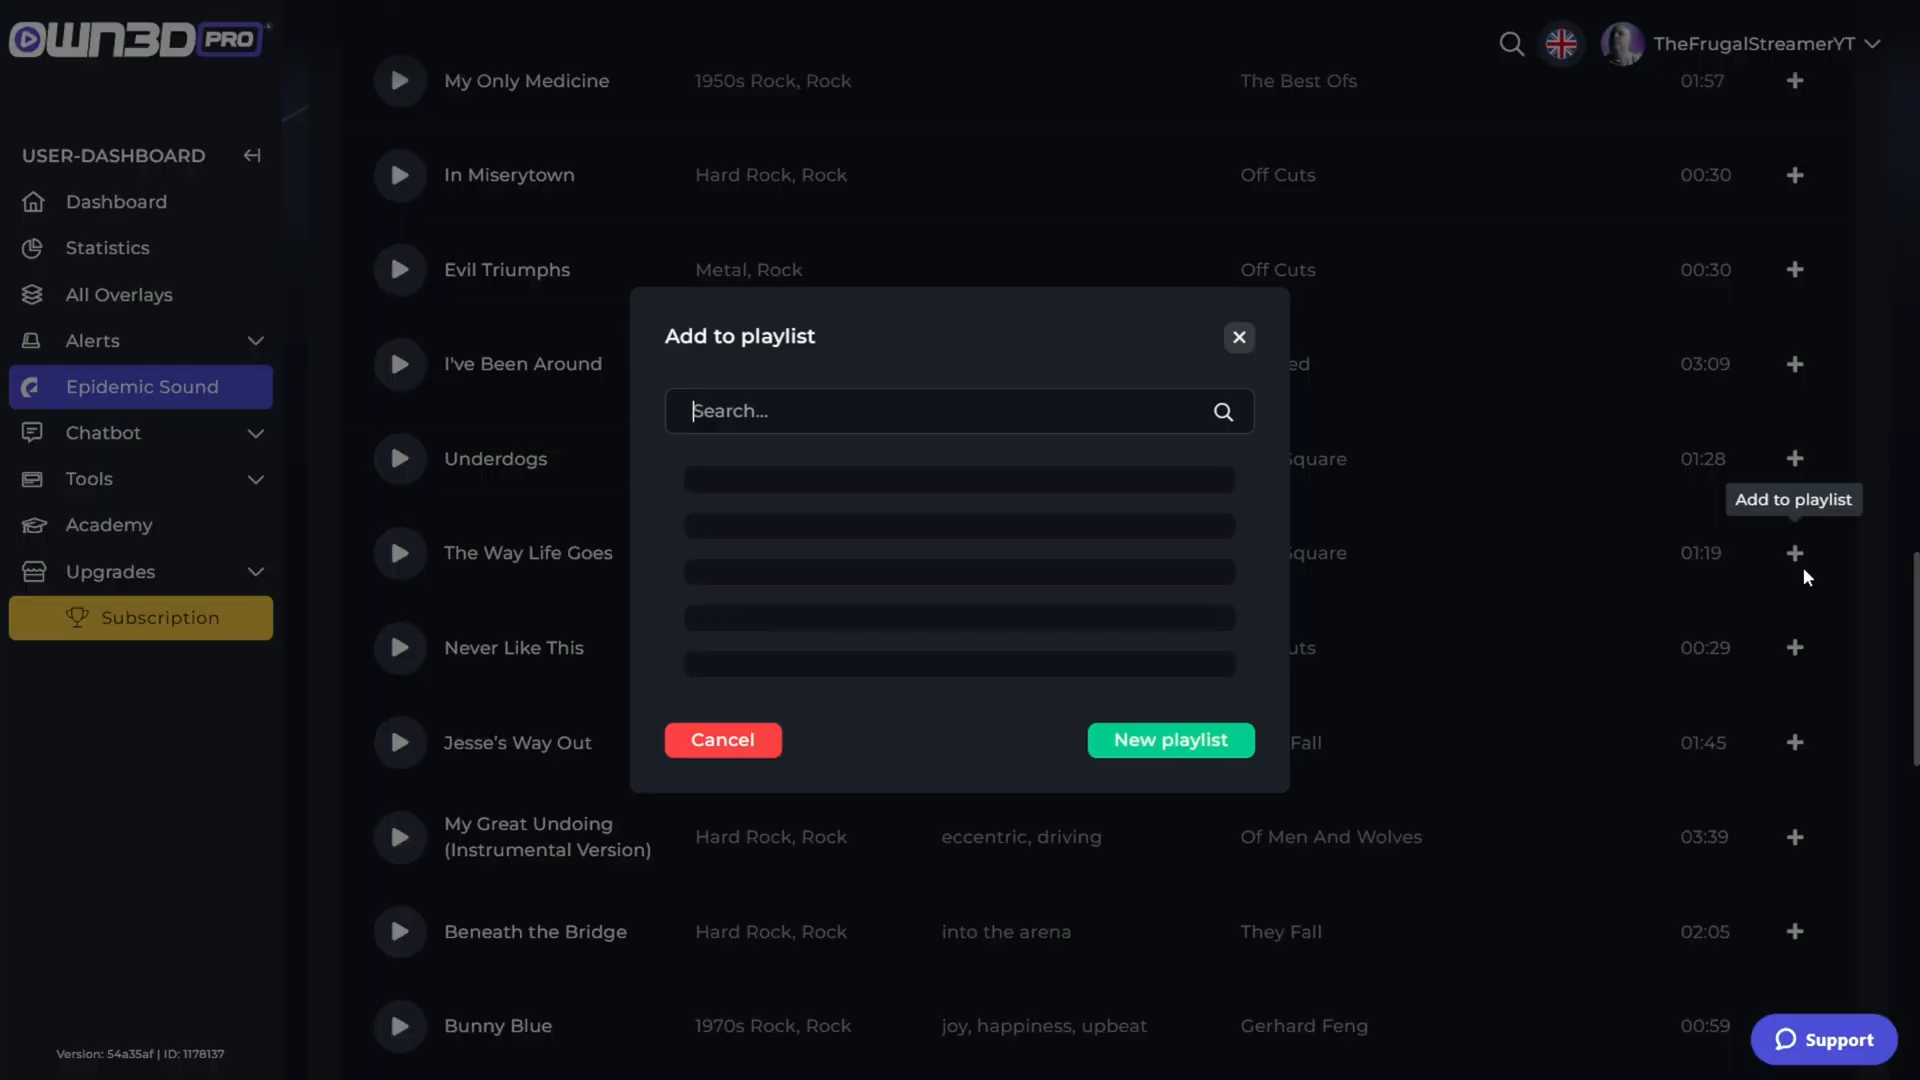 OWN3D PRO
TheFrugalStreamerYT
USER-DASHBOARD
Dashboard
Statistics
All Overlays
Alerts
Epidemic Sound
Chatbot
Tools
Academy
Upgrades
Subscription
Version: 54a35af | ID: 1178137
My Only Medicine 1950s Rock, Rock The Best Ofs 01:57
In Miserytown Hard Rock, Rock Off Cuts 00:30
Evil Triumphs Metal, Rock Off Cuts 00:30
I've Been Around ed 03:09
Underdogs Square 01:28
The Way Life Goes Square 01:19
Never Like This uts 00:29
Jesse's Way Out Fall 01:45
My Great Undoing
(Instrumental Version) Hard Rock, Rock eccentric, driving Of Men And Wolves 03:39
Beneath the Bridge Hard Rock, Rock into the arena They Fall 02:05
Bunny Blue 1970s Rock, Rock joy, happiness, upbeat Gerhard Feng 00:59
Add to playlist
Search...
Cancel
New playlist
Add to playlist
Support